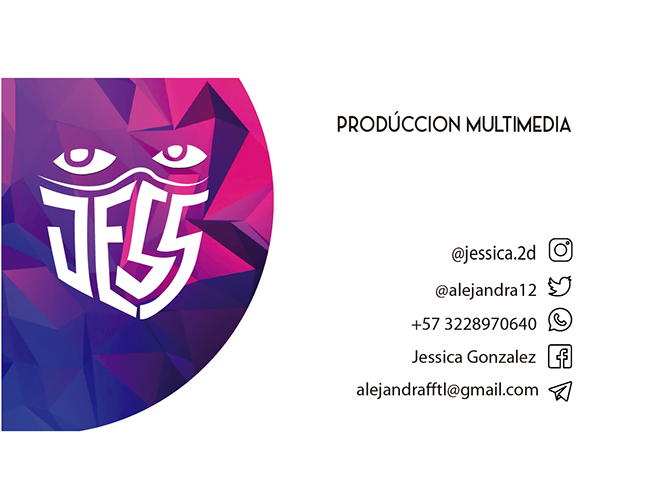 JESS
PRODÚCCION MULTIMEDIA
@jessica.2d
@alejandra12
+57 3228970640
Jessica Gonzalez
alejandrafftl@gmail.com